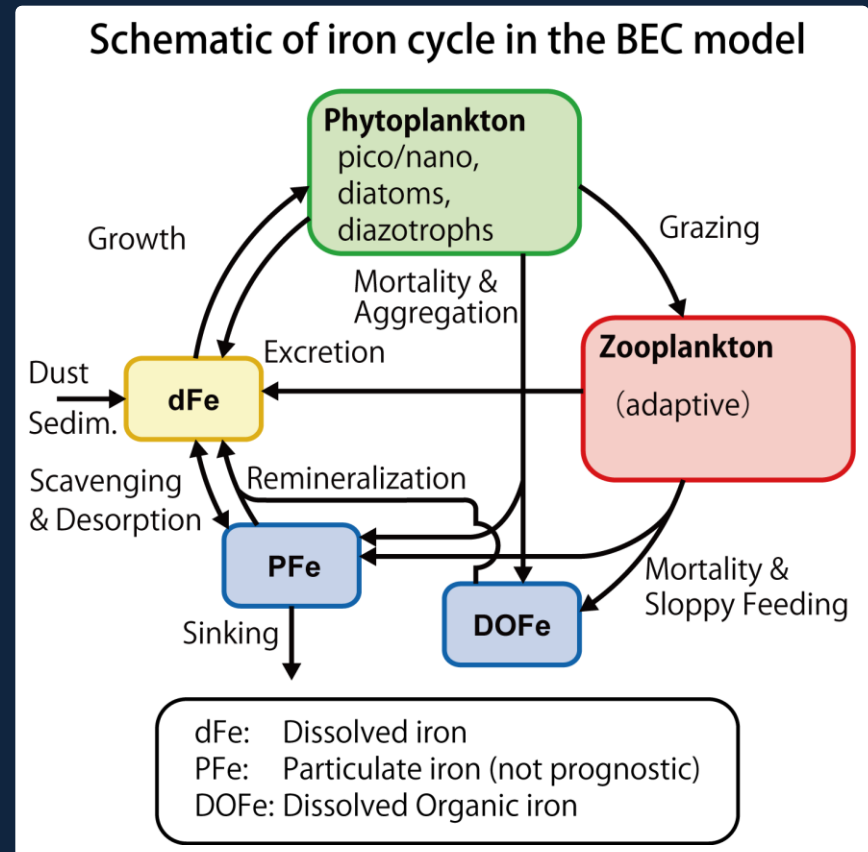 Schematic of iron cycle in the BEC model
Phytoplankton
pico/nano,
diatoms,
diazotrophs
Growth
Grazing
Mortality &
Aggregation
Excretion
Zooplankton
(adaptive)
Dust
Sedim.
dFe
Scavenging
& Desorption
Remineralization
PFe
DOFe
Mortality &
Sloppy Feeding
Sinking
dFe: Dissolved iron
PFe: Particulate iron (not prognostic)
DOFe: Dissolved Organic iron